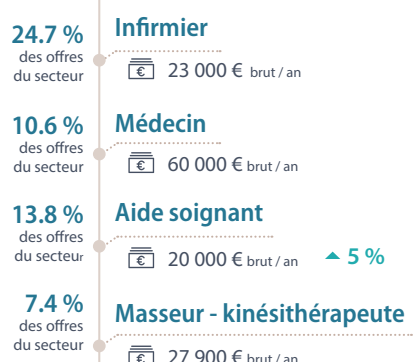 24.7 %
des offres
du secteur
Infirmier
€ 23 000 € brut / an
10.6 %
des offres
du secteur
Médecin
€ 60 000 € brut / an
13.8 %
des offres
du secteur
Aide soignant
€ 20 000 € brut / an 5 %
7.4 %
des offres
du secteur
Masseur - kinésithérapeute
€ 27 900 € brut / an